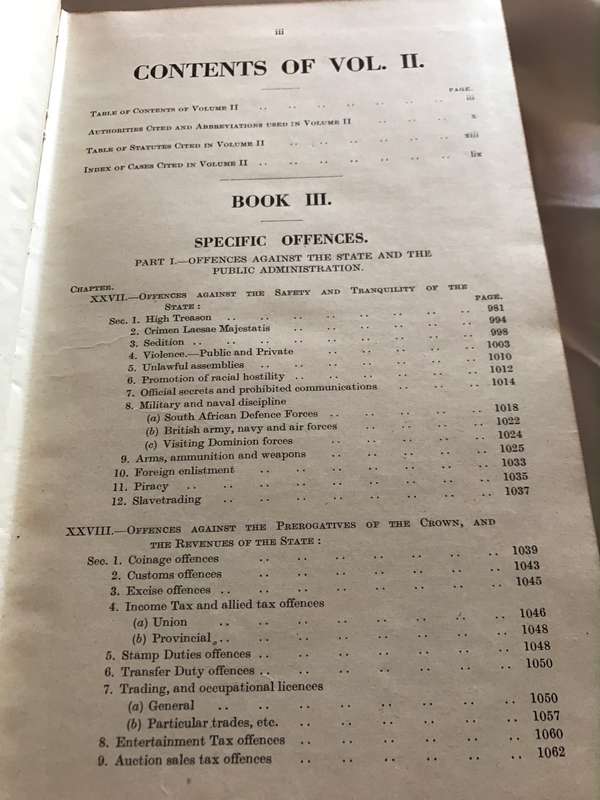 iii
CONTENTS OF VOL. II.
PAGE.
Table of Contents of Volume II .. .. .. .. .. .. .. iii
Authorities Cited and Abbreviations used in Volume II .. .. .. x
Table of Statutes Cited in Volume II .. .. .. .. .. xiii
Index of Cases Cited in Volume II .. .. .. .. .. .. .. lix
BOOK III.
SPECIFIC OFFENCES.
PART I.—OFFENCES AGAINST THE STATE AND THE
PUBLIC ADMINISTRATION.
Chapter.
XXVII.—Offences against the Safety and Tranquility of the
State : PAGE.
Sec. 1. High Treason .. .. .. .. .. .. .. .. 981
2. Crimen Laesae Majestatis .. .. .. .. .. .. 994
3. Sedition .. .. .. .. .. .. .. .. 998
4. Violence.—Public and Private .. .. .. .. .. 1003
5. Unlawful assemblies .. .. .. .. .. .. .. 1010
6. Promotion of racial hostility .. .. .. .. .. .. 1012
7. Official secrets and prohibited communications .. .. .. 1014
8. Military and naval discipline
(a) South African Defence Forces .. .. .. .. .. 1018
(b) British army, navy and air forces .. .. .. .. 1022
(c) Visiting Dominion forces .. .. .. .. .. 1024
9. Arms, ammunition and weapons .. .. .. .. .. 1025
10. Foreign enlistment .. .. .. .. .. .. .. 1033
11. Piracy .. .. .. .. .. .. .. .. 1035
12. Slavetrading .. .. .. .. .. .. .. .. 1037
XXVIII.—Offences against the Prerogatives of the Crown, and
the Revenues of the State :
Sec. 1. Coinage offences .. .. .. .. .. .. .. 1039
2. Customs offences .. .. .. .. .. .. .. 1043
3. Excise offences .. .. .. .. .. .. .. .. 1045
4. Income Tax and allied tax offences
(a) Union .. .. .. .. .. .. .. .. 1046
(b) Provincial .. .. .. .. .. .. .. .. 1048
5. Stamp Duties offences .. .. .. .. .. .. .. 1048
6. Transfer Duty offences .. .. .. .. .. .. .. 1050
7. Trading, and occupational licences
(a) General .. .. .. .. .. .. .. .. 1050
(b) Particular trades, etc. .. .. .. .. .. .. 1057
8. Entertainment Tax offences .. .. .. .. .. .. 1060
9. Auction sales tax offences .. .. .. .. .. .. 1062